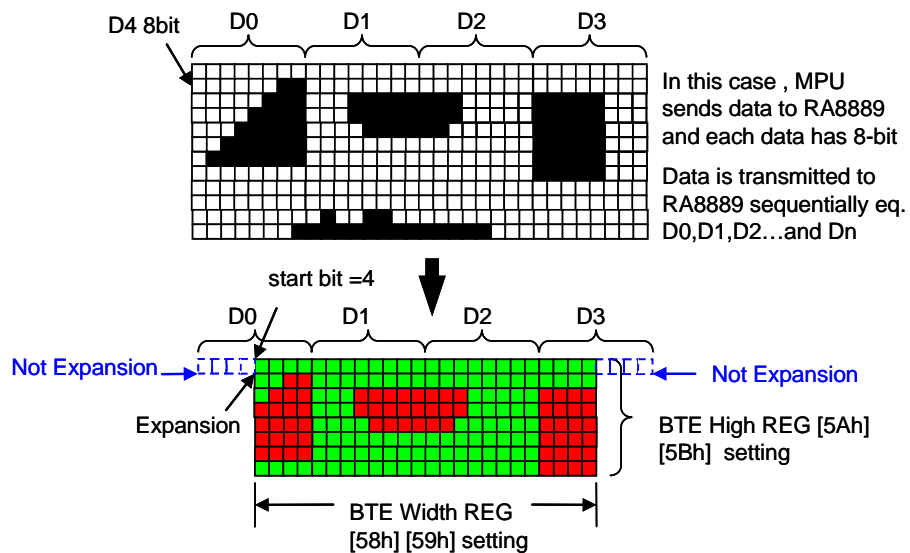 D4 8bit
D0
D1
D2
D3
In this case , MPU
sends data to RA8889
and each data has 8-bit
Data is transmitted to
RA8889 sequentially eq.
D0,D1,D2…and Dn
start bit =4
D0
D1
D2
D3
Not Expansion
Not Expansion
Expansion
BTE High REG [5Ah]
[5Bh] setting
BTE Width REG
[58h] [59h] setting